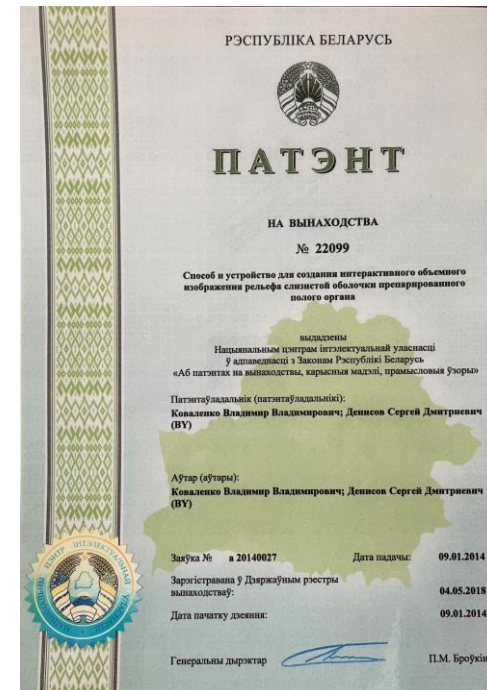 РЭСПУБЛІКА БЕЛАРУСЬ
ПАТЭНТ
НА ВЫНАХОДСТВА
№ 22099
Способ и устройство для создания интерактивного объемного
изображения рельефа слизистой оболочки препарированного
полого органа
выдадзены
Нацыянальным цэнтрам інтэлектуальнай уласнасці
ў адпаведнасці з Законам Рэспублікі Беларусь
«Аб патэнтах на вынаходствы, карысныя мадэлі, прамысловыя ўзоры»
Патэнтаўладальнік (патэнтаўладальнікі):
Коваленко Владимир Владимирович; Денисов Сергей Дмитриевич
(BY)
Аўтар (аўтары):
Коваленко Владимир Владимирович; Денисов Сергей Дмитриевич
(BY)
Заяўка № а 20140027 Дата падачы: 09.01.2014
Зарэгістравана ў Дзяржаўным рэестры
вынаходстваў: 04.05.2018
Дата пачатку дзеяння: 09.01.2014
Генеральны дырэктар П.М. Броўкін
НАЦЫЯНАЛЬНЫ ЦЭНТР ІНТЭЛЕКТУАЛЬНАЙ УЛАСНАСЦІ